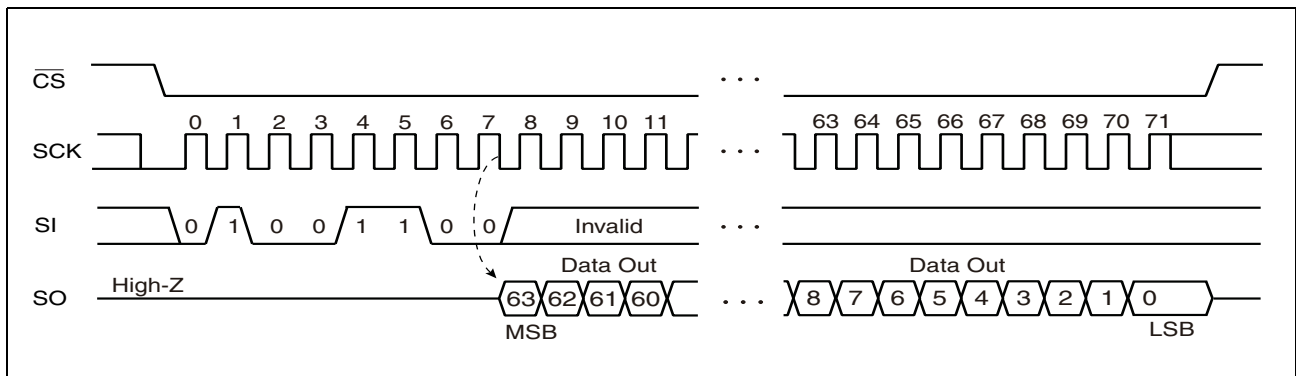 CS
. . .
0 1 2 3 4 5 6 7 8 9 10 11 63 64 65 66 67 68 69 70 71
SCK
. . .
SI 0 1 0 0 1 1 0 0 Invalid . . .
High-Z Data Out Data Out
SO 63 62 61 60 . . . 8 7 6 5 4 3 2 1 0
MSB LSB